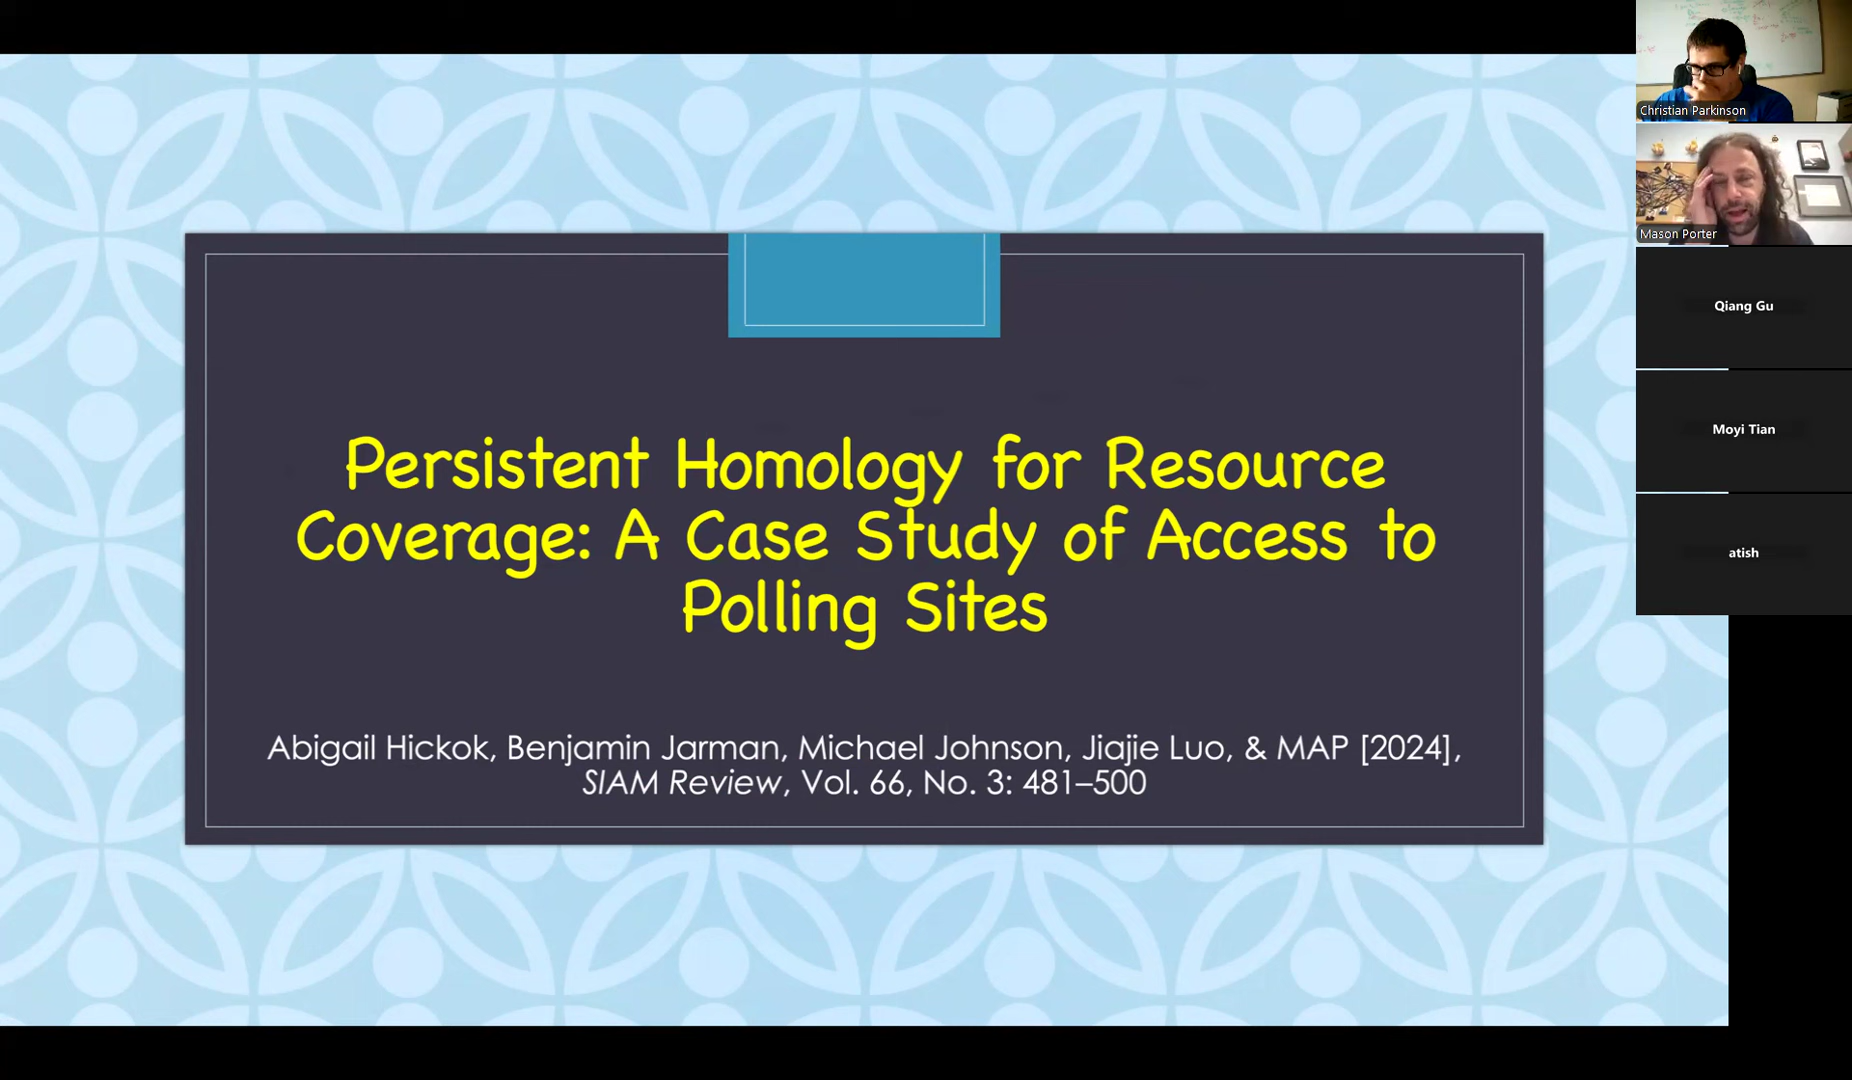 Persistent Homology for Resource
Coverage: A Case Study of Access to
Polling Sites
Abigail Hickok, Benjamin Jarman, Michael Johnson, Jiajie Luo, & MAP [2024],
SIAM Review, Vol. 66, No. 3: 481–500
Christian Parkinson
Mason Porter
Qiang Gu
Moyi Tian
atish